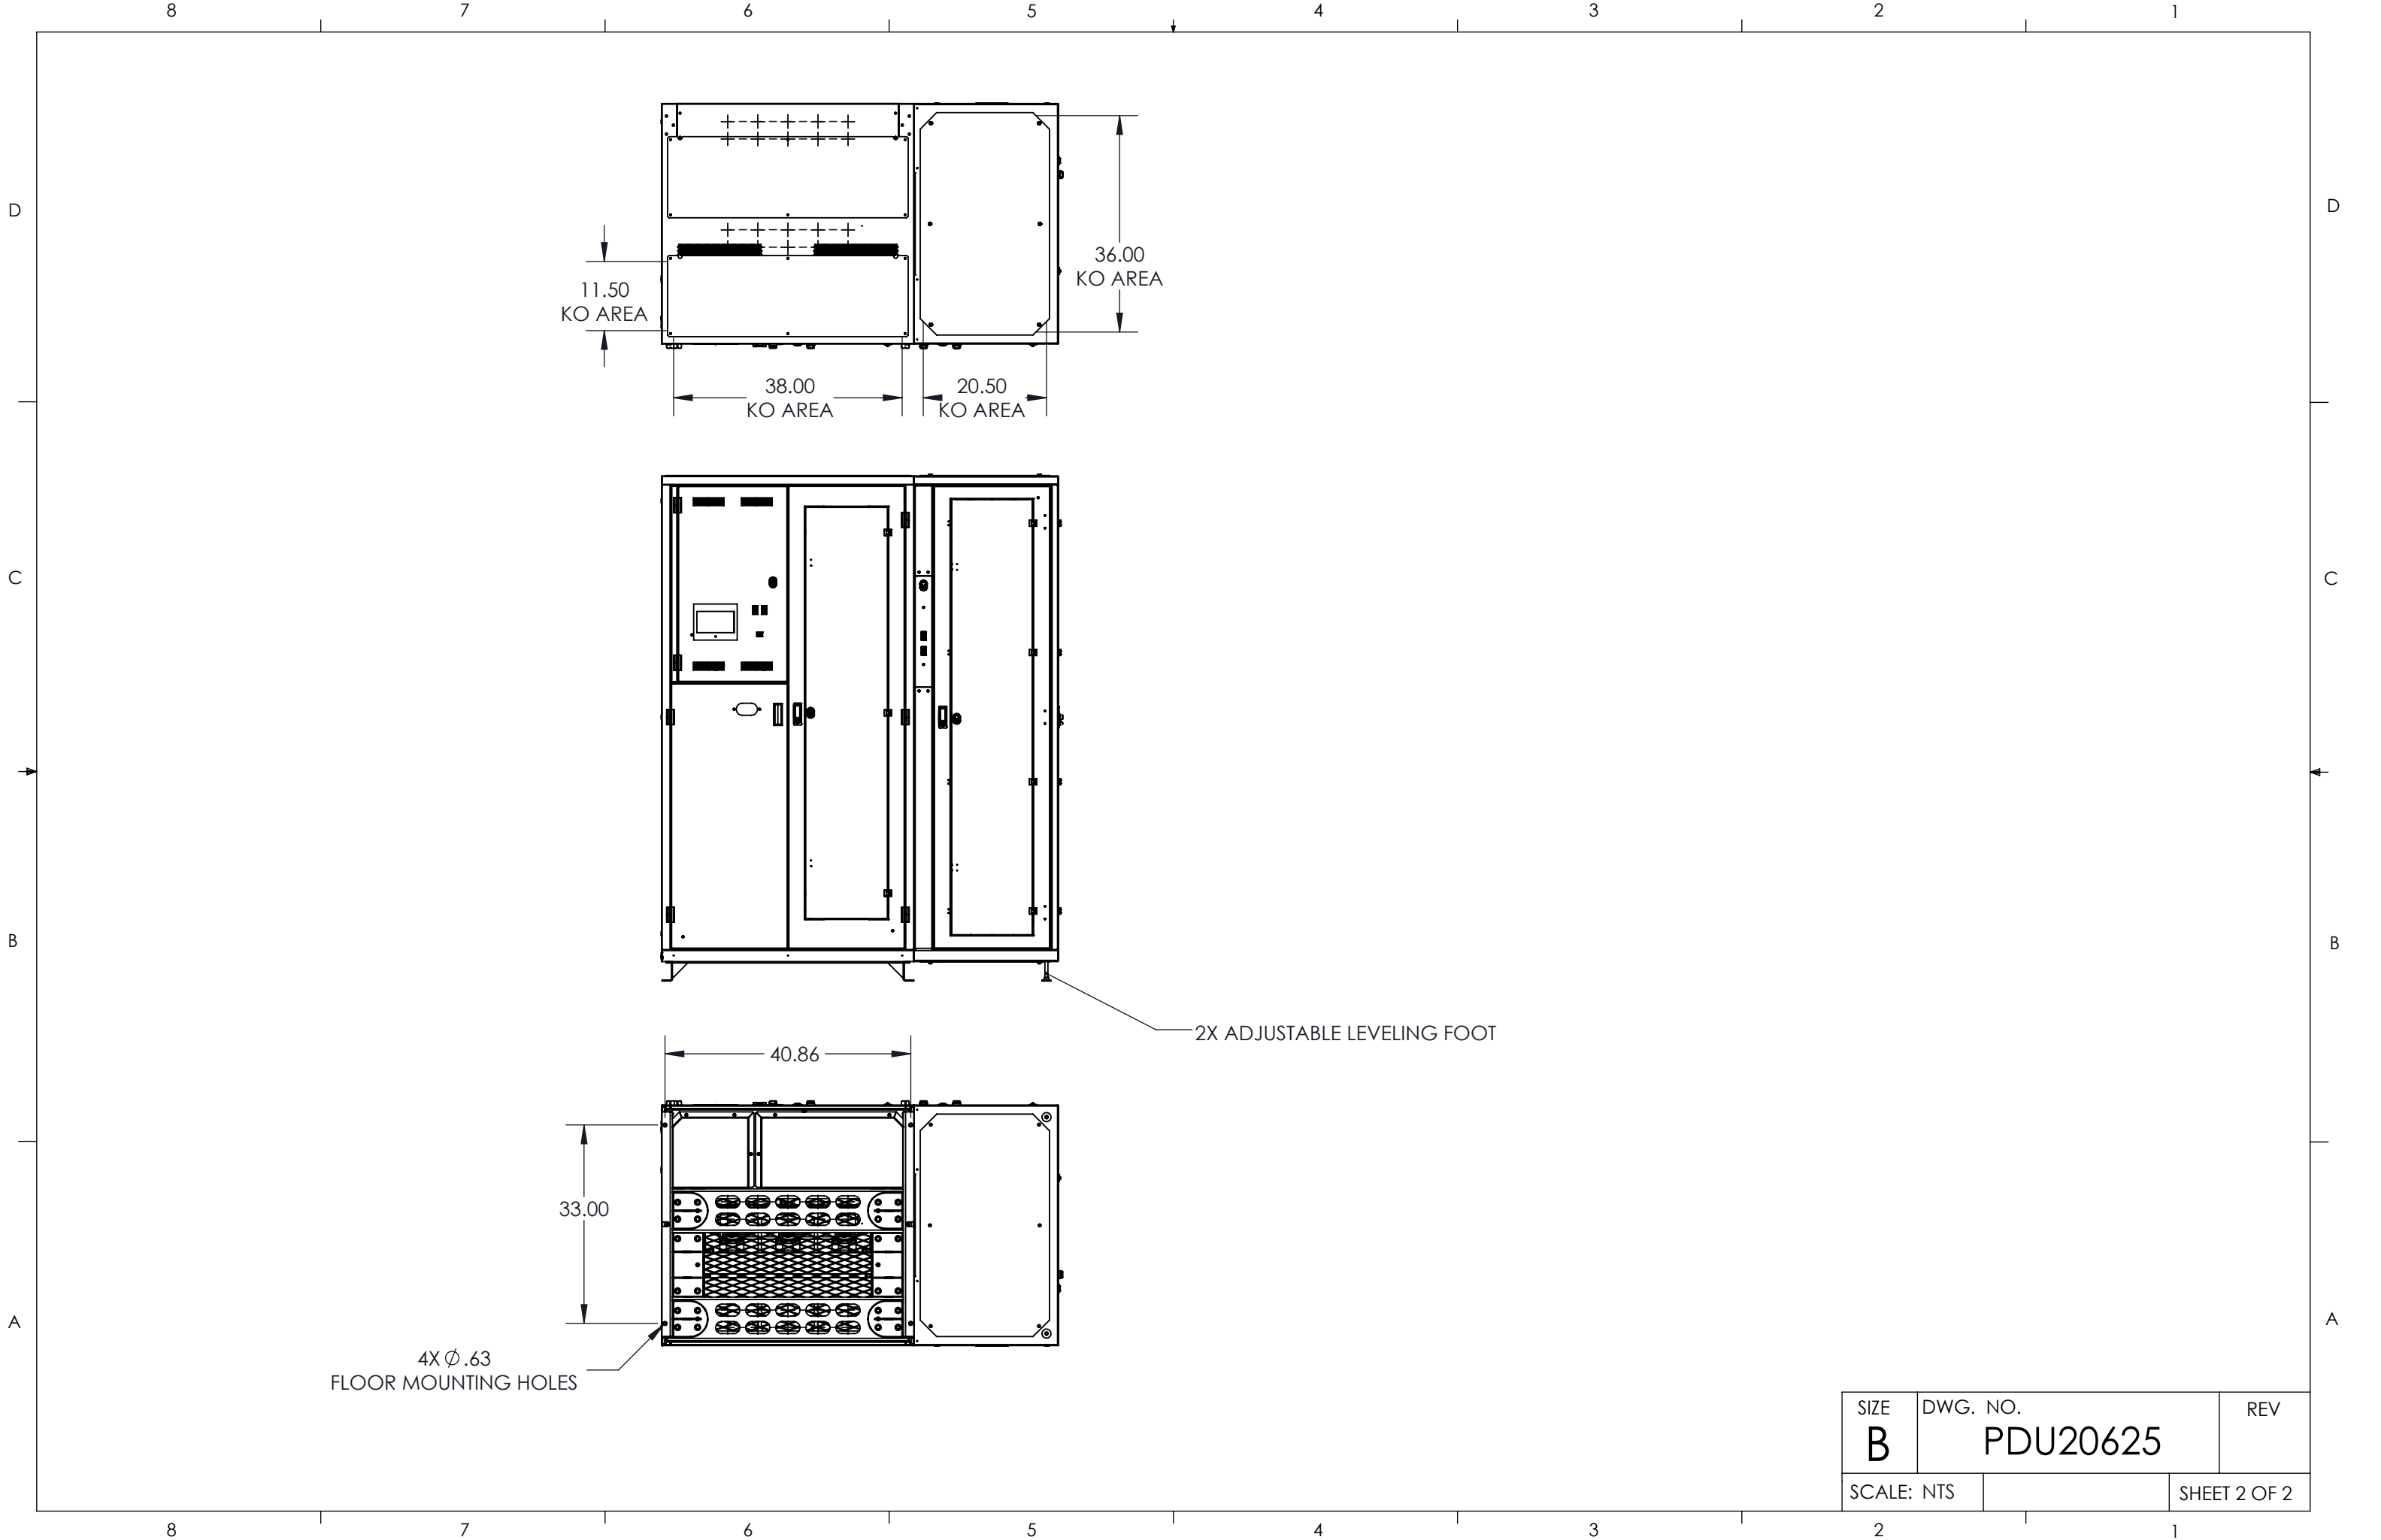 8 7 6 5 4 3 2 1
D D
36.00
KO AREA
11.50
KO AREA
38.00
KO AREA
20.50
KO AREA
C C
B B
2X ADJUSTABLE LEVELING FOOT
40.86
33.00
A A
4X ∅ .63
FLOOR MOUNTING HOLES
SIZE
B
DWG. NO.
PDU20625
REV
SCALE: NTS
SHEET 2 OF 2
8 7 6 5 4 3 2 1